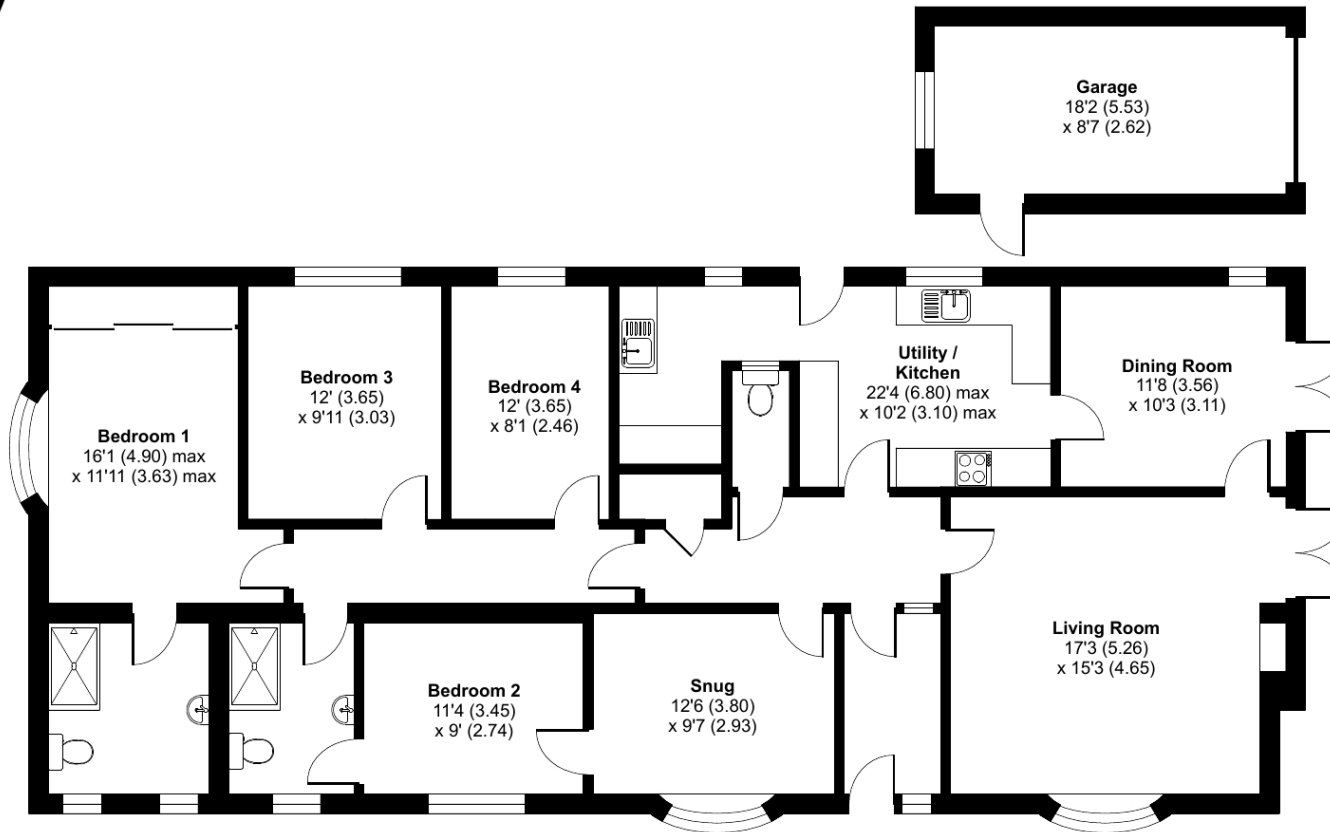 Garage
18'2 (5.53)
x 8'7 (2.62)
Utility /
Kitchen
22'4 (6.80) max
x 10'2 (3.10) max
Dining Room
11'8 (3.56)
x 10'3 (3.11)
Bedroom 3
12' (3.65)
x 9'11 (3.03)
Bedroom 4
12' (3.65)
x 8'1 (2.46)
Bedroom 1
16'1 (4.90) max
x 11'11 (3.63) max
Living Room
17'3 (5.26)
x 15'3 (4.65)
Bedroom 2
11'4 (3.45)
x 9' (2.74)
Snug
12'6 (3.80)
x 9'7 (2.93)